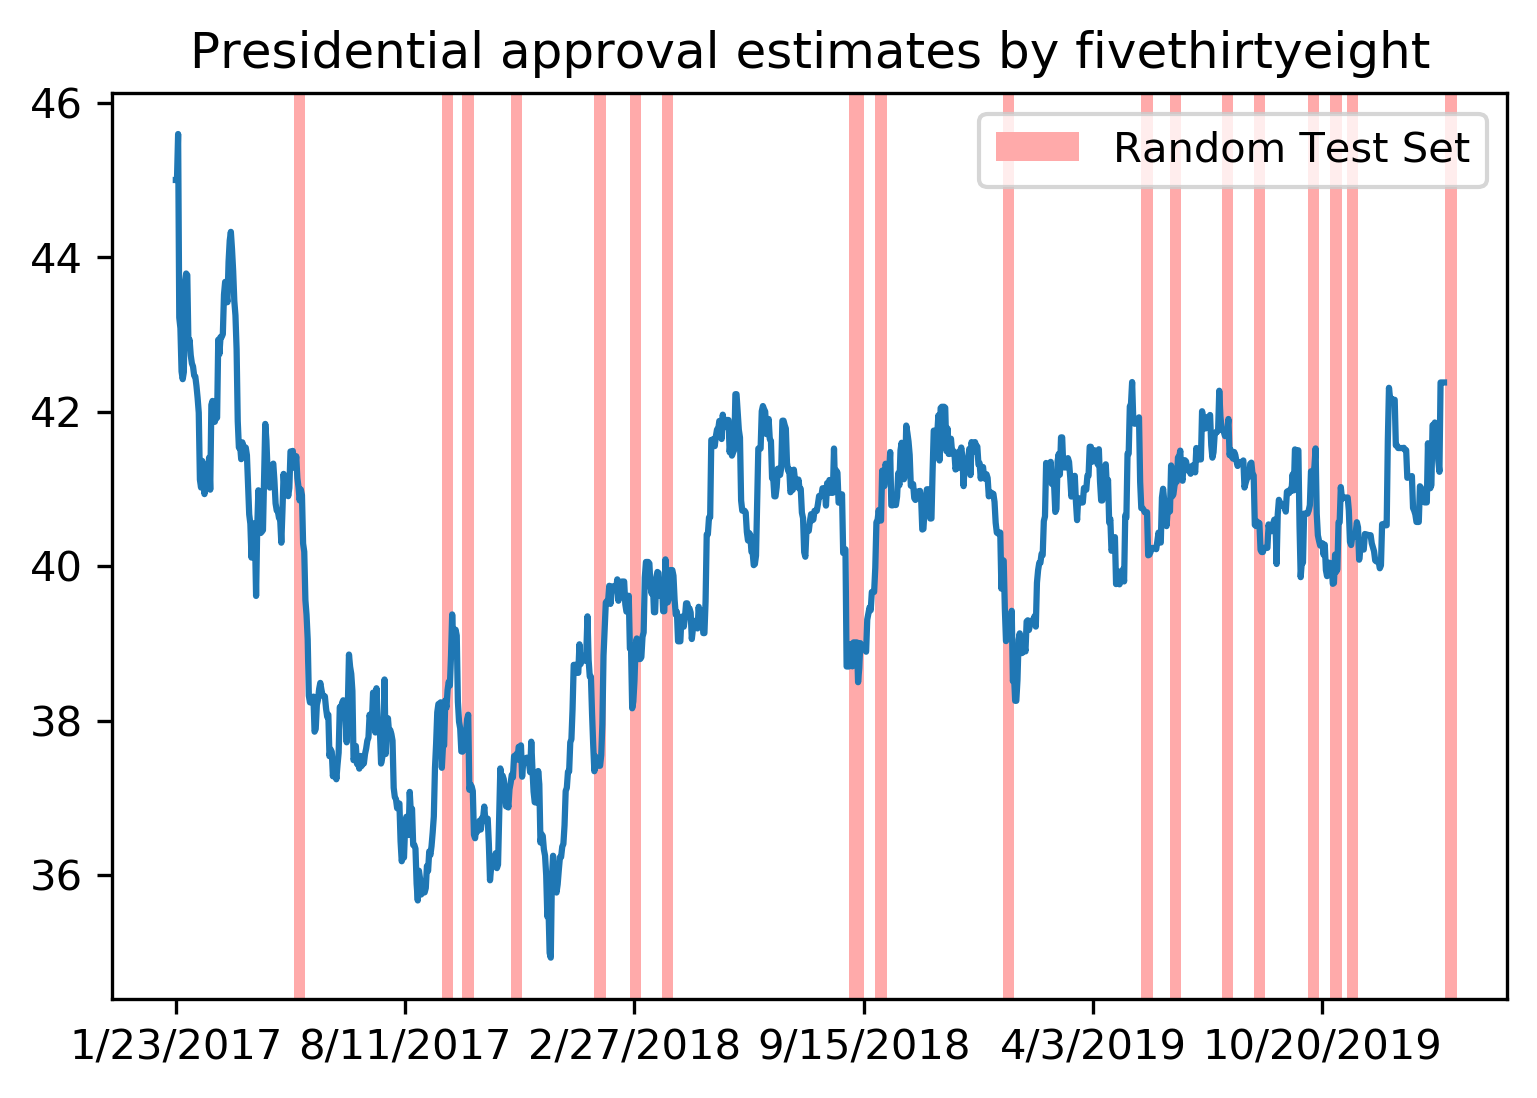 Presidential approval estimates by fivethirtyeight
Random Test Set
46
44
42
40
38
36
1/23/2017 8/11/2017 2/27/2018 9/15/2018 4/3/2019 10/20/2019